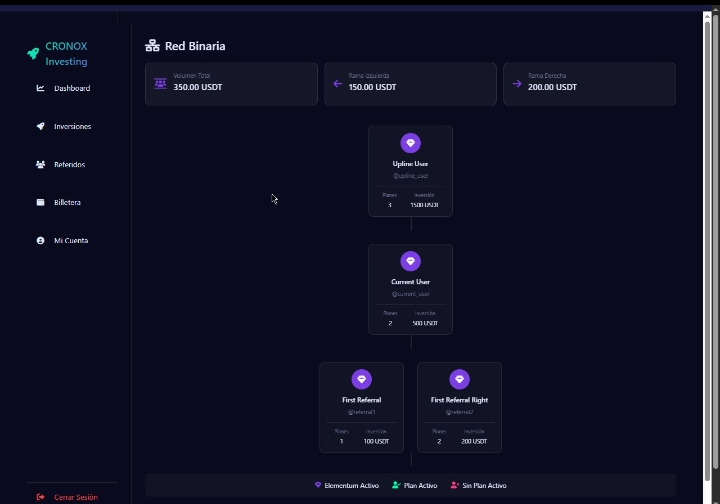 CRONOX
Investing
Dashboard
Inversiones
Referidos
Billetera
Mi Cuenta
Cerrar Sesión
Red Binaria
Volumen Total
350.00 USDT
Rama Izquierda
150.00 USDT
Rama Derecha
200.00 USDT
Upline User
@upline_user
Planes Inversión
3 1500 USDT
Current User
@current_user
Planes Inversión
2 500 USDT
First Referral
@referral1
Planes Inversión
1 100 USDT
First Referral Right
@referral2
Planes Inversión
2 200 USDT
Elementum Activo Plan Activo Sin Plan Activo